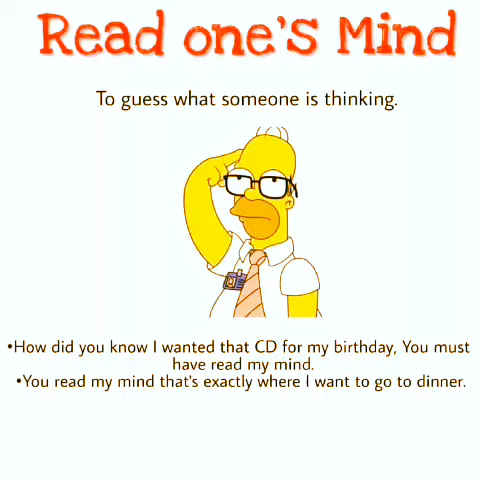 Read one's Mind
To guess what someone is thinking.
•How did you know I wanted that CD for my birthday, You must
have read my mind.
•You read my mind that's exactly where I want to go to dinner.